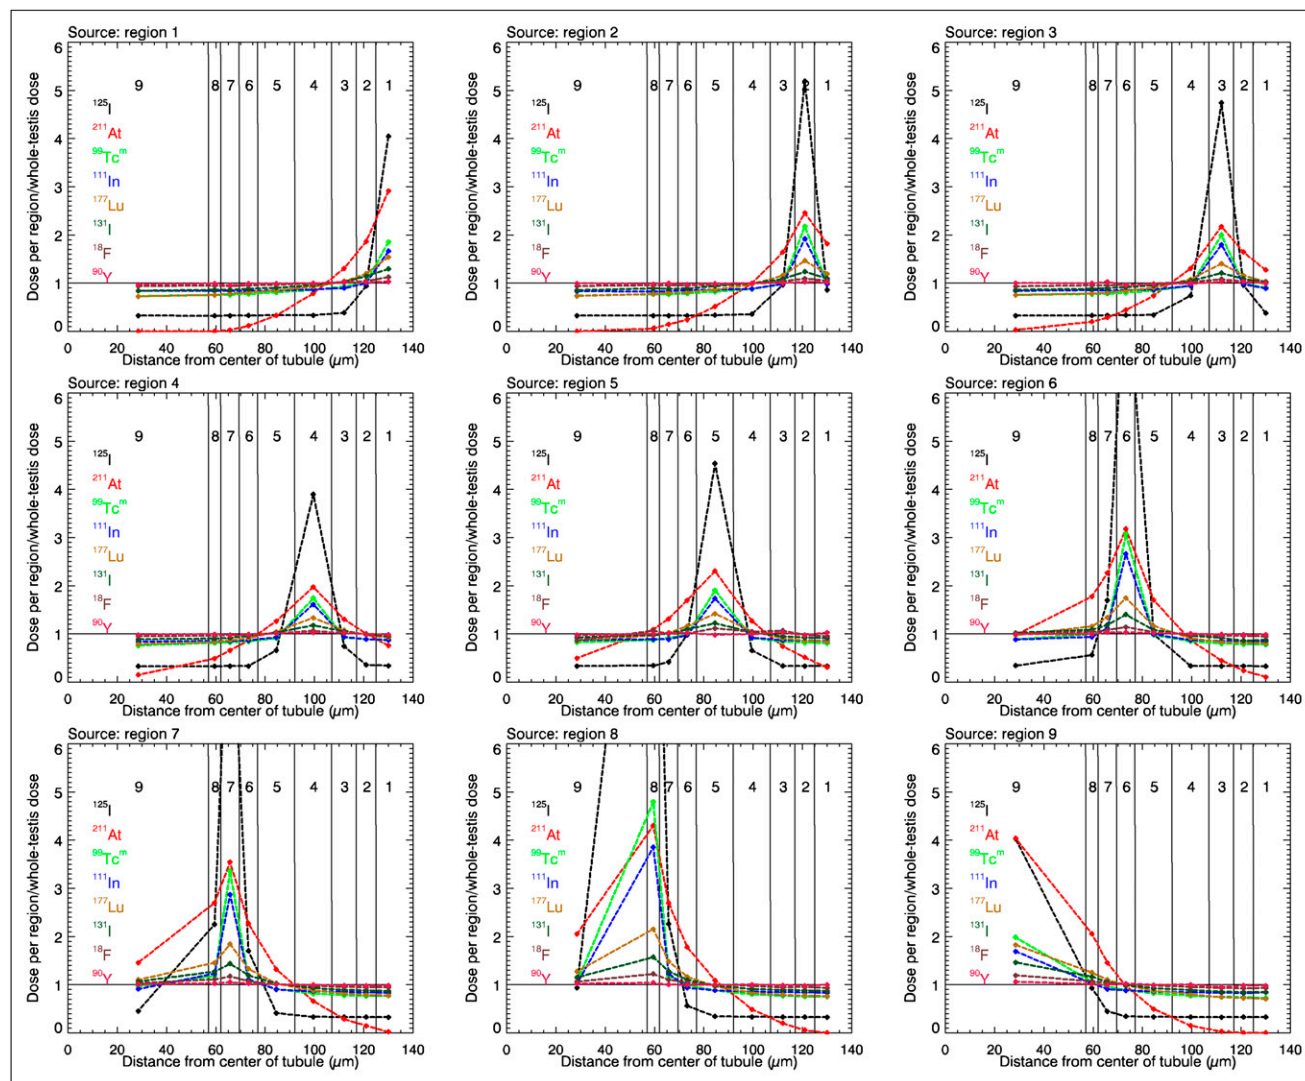 Source: region 1
Dose per region/whole-testis dose
6
5
4
3
2
1
0
9 8 7 6 5 4 3 2 1
¹²⁵I
²¹¹At
⁹⁹Tcᵐ
¹¹¹In
¹⁷⁷Lu
¹³¹I
¹⁸F
⁹⁰Y
0 20 40 60 80 100 120 140
Distance from center of tubule (µm)
Source: region 2
Dose per region/whole-testis dose
6
5
4
3
2
1
0
9 8 7 6 5 4 3 2 1
¹²⁵I
²¹¹At
⁹⁹Tcᵐ
¹¹¹In
¹⁷⁷Lu
¹³¹I
¹⁸F
⁹⁰Y
0 20 40 60 80 100 120 140
Distance from center of tubule (µm)
Source: region 3
Dose per region/whole-testis dose
6
5
4
3
2
1
0
9 8 7 6 5 4 3 2 1
¹²⁵I
²¹¹At
⁹⁹Tcᵐ
¹¹¹In
¹⁷⁷Lu
¹³¹I
¹⁸F
⁹⁰Y
0 20 40 60 80 100 120 140
Distance from center of tubule (µm)
Source: region 4
Dose per region/whole-testis dose
6
5
4
3
2
1
0
9 8 7 6 5 4 3 2 1
¹²⁵I
²¹¹At
⁹⁹Tcᵐ
¹¹¹In
¹⁷⁷Lu
¹³¹I
¹⁸F
⁹⁰Y
0 20 40 60 80 100 120 140
Distance from center of tubule (µm)
Source: region 5
Dose per region/whole-testis dose
6
5
4
3
2
1
0
9 8 7 6 5 4 3 2 1
¹²⁵I
²¹¹At
⁹⁹Tcᵐ
¹¹¹In
¹⁷⁷Lu
¹³¹I
¹⁸F
⁹⁰Y
0 20 40 60 80 100 120 140
Distance from center of tubule (µm)
Source: region 6
Dose per region/whole-testis dose
6
5
4
3
2
1
0
9 8 7 6 5 4 3 2 1
¹²⁵I
²¹¹At
⁹⁹Tcᵐ
¹¹¹In
¹⁷⁷Lu
¹³¹I
¹⁸F
⁹⁰Y
0 20 40 60 80 100 120 140
Distance from center of tubule (µm)
Source: region 7
Dose per region/whole-testis dose
6
5
4
3
2
1
0
9 8 7 6 5 4 3 2 1
¹²⁵I
²¹¹At
⁹⁹Tcᵐ
¹¹¹In
¹⁷⁷Lu
¹³¹I
¹⁸F
⁹⁰Y
0 20 40 60 80 100 120 140
Distance from center of tubule (µm)
Source: region 8
Dose per region/whole-testis dose
6
5
4
3
2
1
0
9 8 7 6 5 4 3 2 1
¹²⁵I
²¹¹At
⁹⁹Tcᵐ
¹¹¹In
¹⁷⁷Lu
¹³¹I
¹⁸F
⁹⁰Y
0 20 40 60 80 100 120 140
Distance from center of tubule (µm)
Source: region 9
Dose per region/whole-testis dose
6
5
4
3
2
1
0
9 8 7 6 5 4 3 2 1
¹²⁵I
²¹¹At
⁹⁹Tcᵐ
¹¹¹In
¹⁷⁷Lu
¹³¹I
¹⁸F
⁹⁰Y
0 20 40 60 80 100 120 140
Distance from center of tubule (µm)